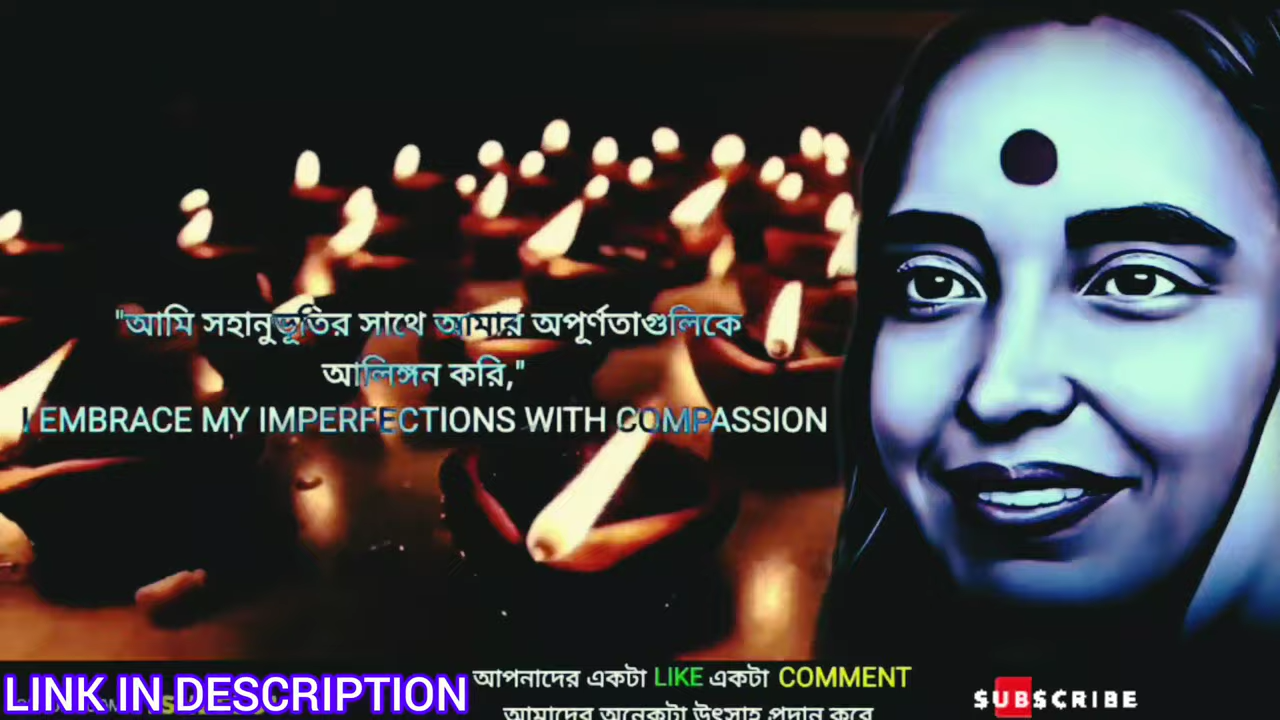 "আমি সহানুভূতির সাথে আমার অপূর্ণতাগুলিকে
আলিঙ্গন করি,"
I EMBRACE MY IMPERFECTIONS WITH COMPASSION
আপনাদের একটা LIKE একটা COMMENT
আমাদের অনেকটা উৎসাহ প্রদান করে
LINK IN DESCRIPTION
$UB$CRIBE